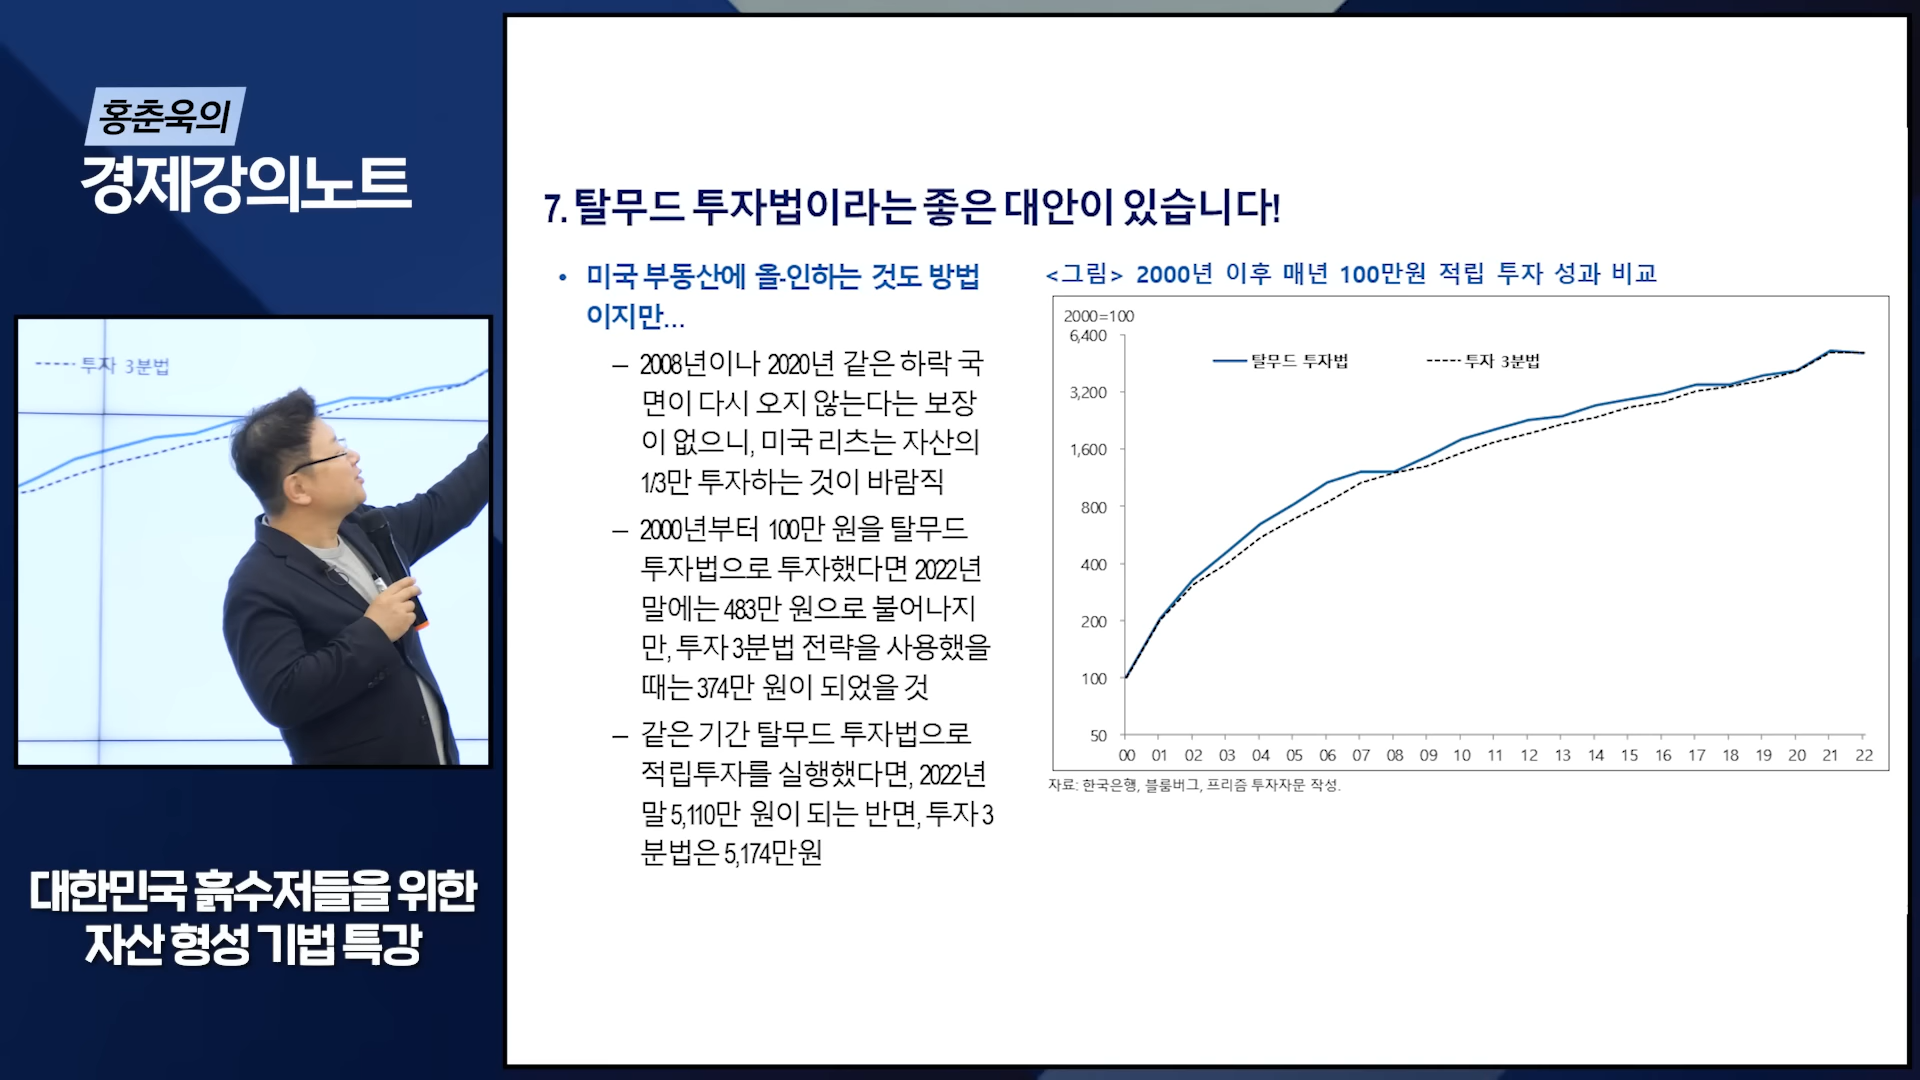 홍춘욱의
경제강의노트
투자 3분법
대한민국 흙수저들을 위한
자산 형성 기법 특강
7. 탈무드 투자법이라는 좋은 대안이 있습니다!
• 미국 부동산에 올-인하는 것도 방법
이지만...
– 2008년이나 2020년 같은 하락 국
면이 다시 오지 않는다는 보장
이 없으니, 미국 리츠는 자산의
1/3만 투자하는 것이 바람직
– 2000년부터 100만 원을 탈무드
투자법으로 투자했다면 2022년
말에는 483만 원으로 불어나지
만, 투자 3분법 전략을 사용했을
때는 374만 원이 되었을 것
– 같은 기간 탈무드 투자법으로
적립투자를 실행했다면, 2022년
말 5,110만 원이 되는 반면, 투자 3
분법은 5,174만원
<그림> 2000년 이후 매년 100만원 적립 투자 성과 비교
2000=100
탈무드 투자법 투자 3분법
6,400
3,200
1,600
800
400
200
100
50
00 01 02 03 04 05 06 07 08 09 10 11 12 13 14 15 16 17 18 19 20 21 22
자료: 한국은행, 블룸버그, 프리즘 투자자문 작성.